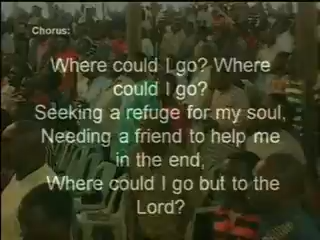 Chorus:
Where could I go? Where
could I go?
Seeking a refuge for my soul,
Needing a friend to help me
in the end,
Where could I go but to the
Lord?